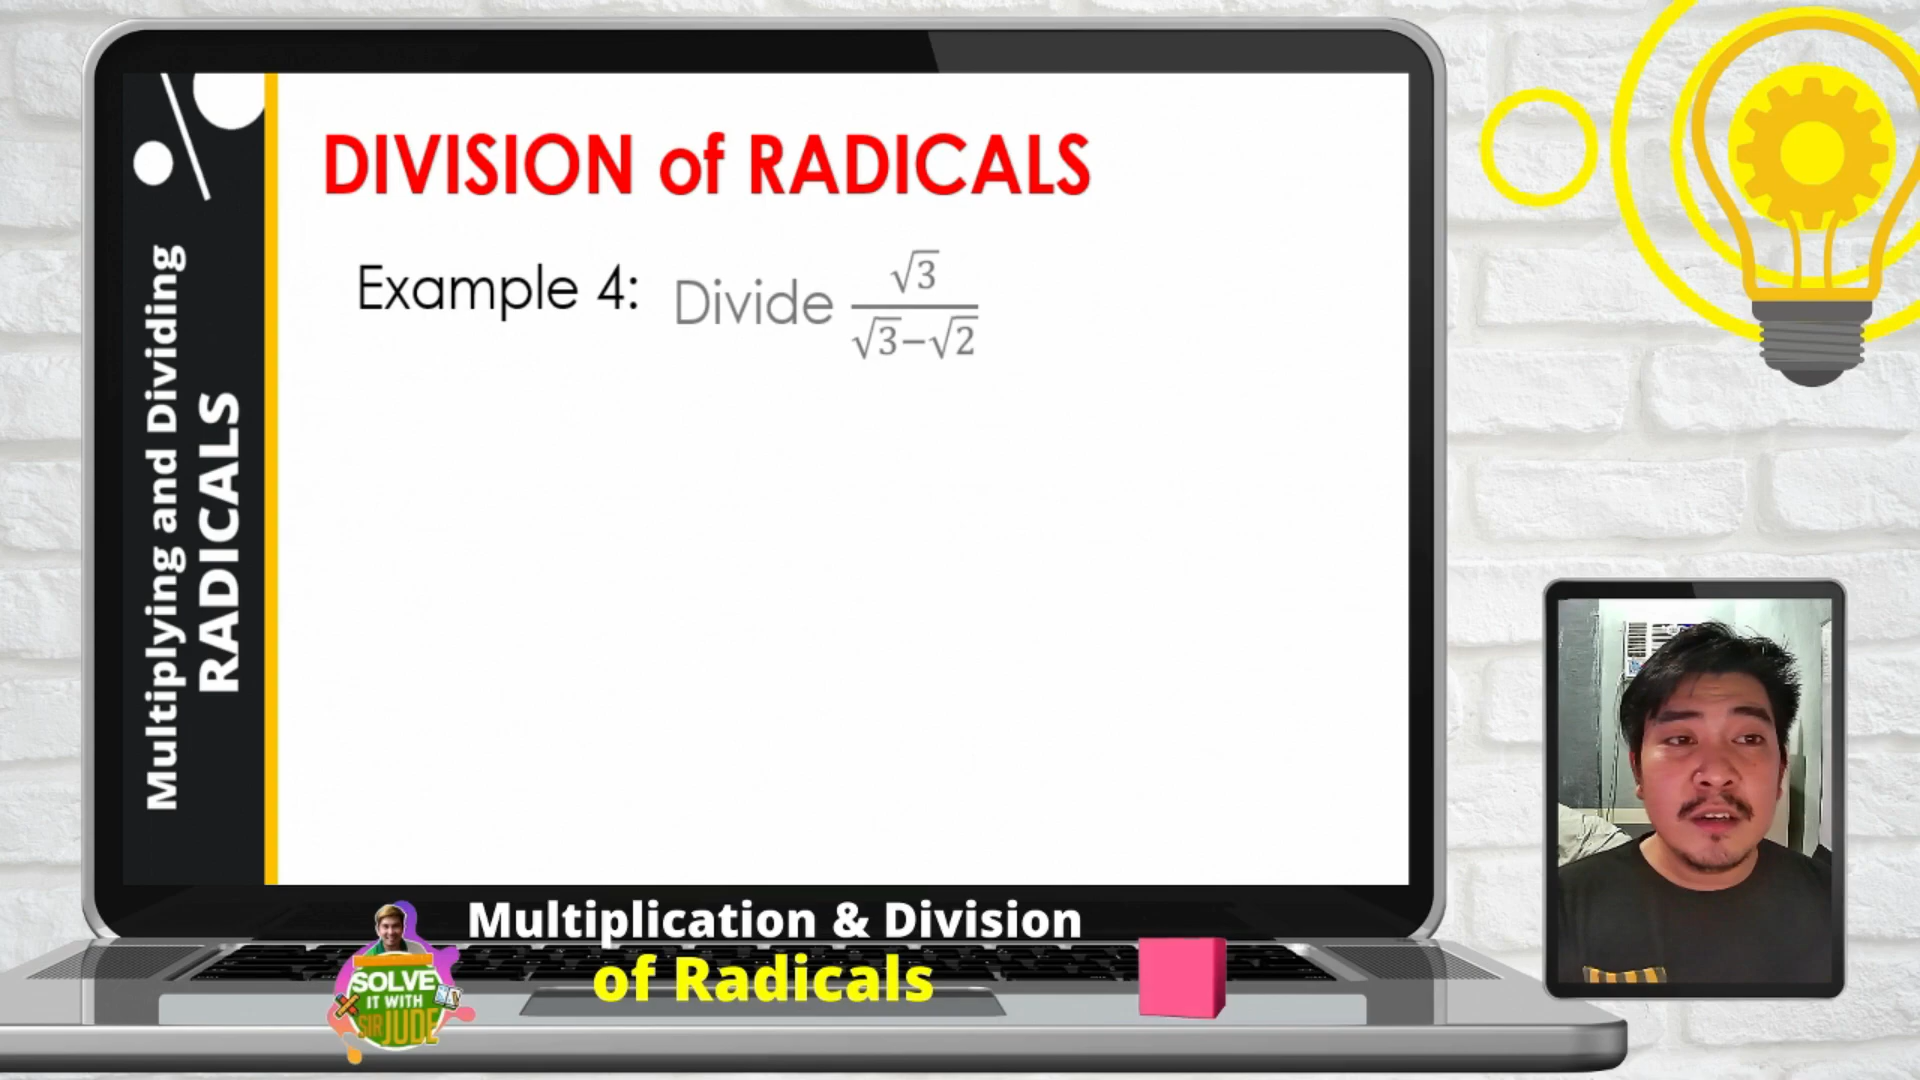 Multiplying and Dividing
RADICALS
DIVISION of RADICALS
Example 4: Divide √3 / √3−√2
Multiplication & Division
of Radicals
SOLVE
IT WITH
SIR JUDE